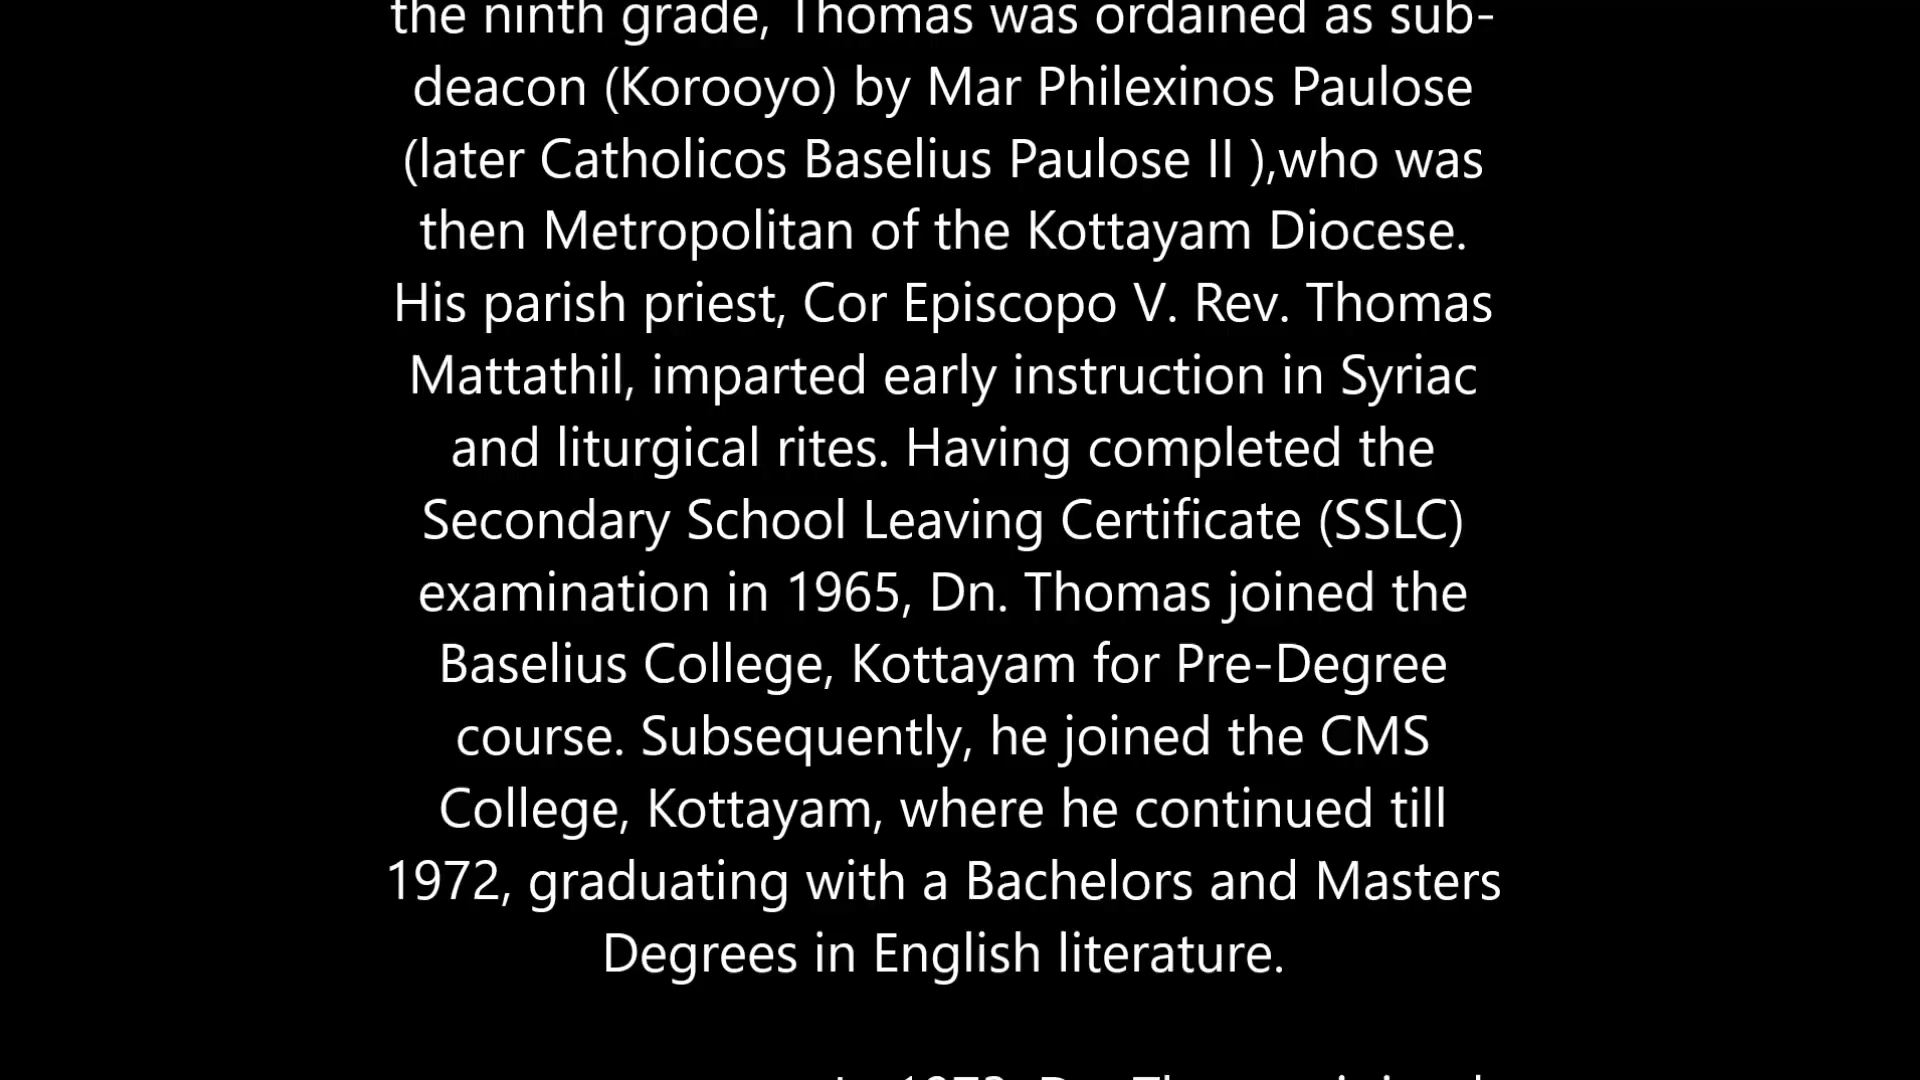 the ninth grade, Thomas was ordained as sub-
deacon (Korooyo) by Mar Philexinos Paulose
(later Catholicos Baselius Paulose II ),who was
then Metropolitan of the Kottayam Diocese.
His parish priest, Cor Episcopo V. Rev. Thomas
Mattathil, imparted early instruction in Syriac
and liturgical rites. Having completed the
Secondary School Leaving Certificate (SSLC)
examination in 1965, Dn. Thomas joined the
Baselius College, Kottayam for Pre-Degree
course. Subsequently, he joined the CMS
College, Kottayam, where he continued till
1972, graduating with a Bachelors and Masters
Degrees in English literature.